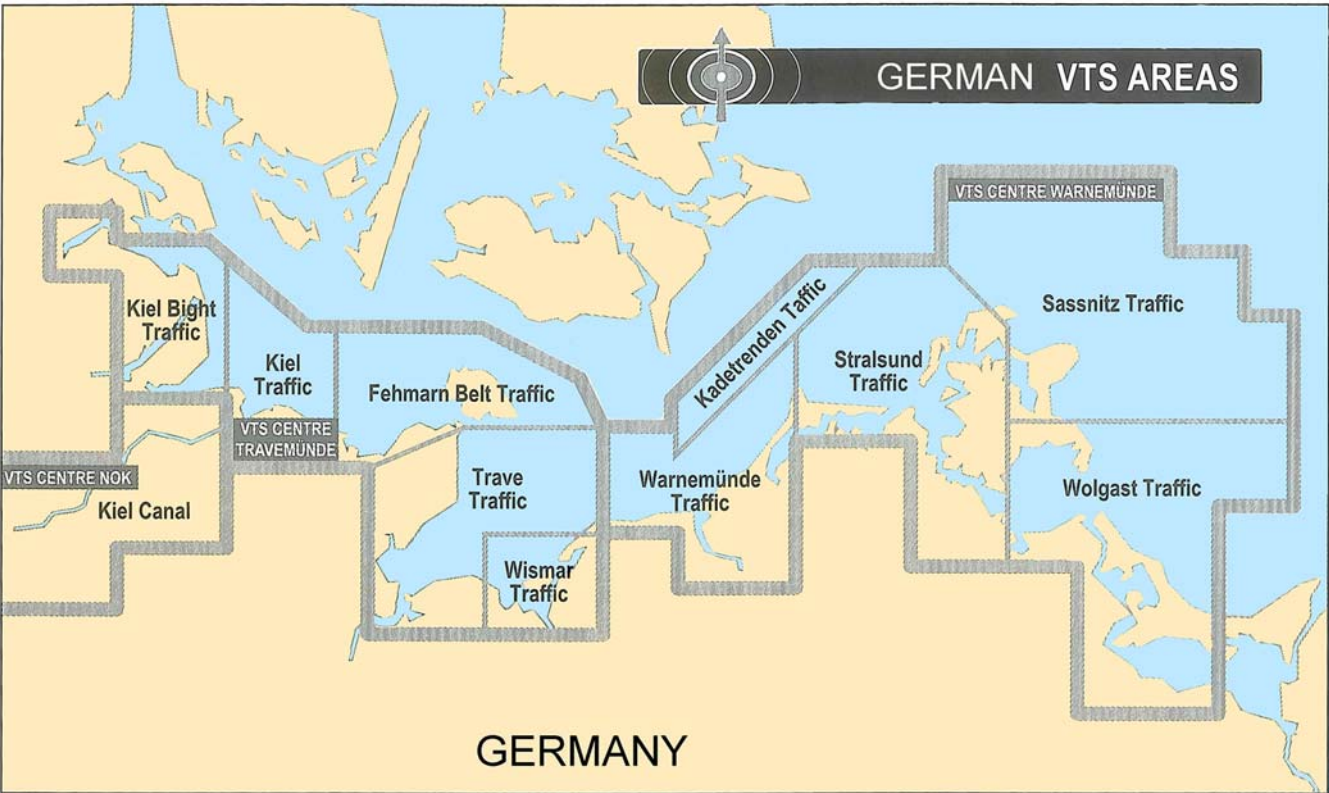 GERMAN VTS AREAS
VTS CENTRE WARNEMÜNDE
Kiel Bight
Traffic
Kiel
Traffic
Fehmarn Belt Traffic
Kadetrenden Taffic
Stralsund
Traffic
Sassnitz Traffic
VTS CENTRE
TRAVEMÜNDE
VTS CENTRE NOK
Kiel Canal
Trave
Traffic
Warnemünde
Traffic
Wolgast Traffic
Wismar
Traffic
GERMANY